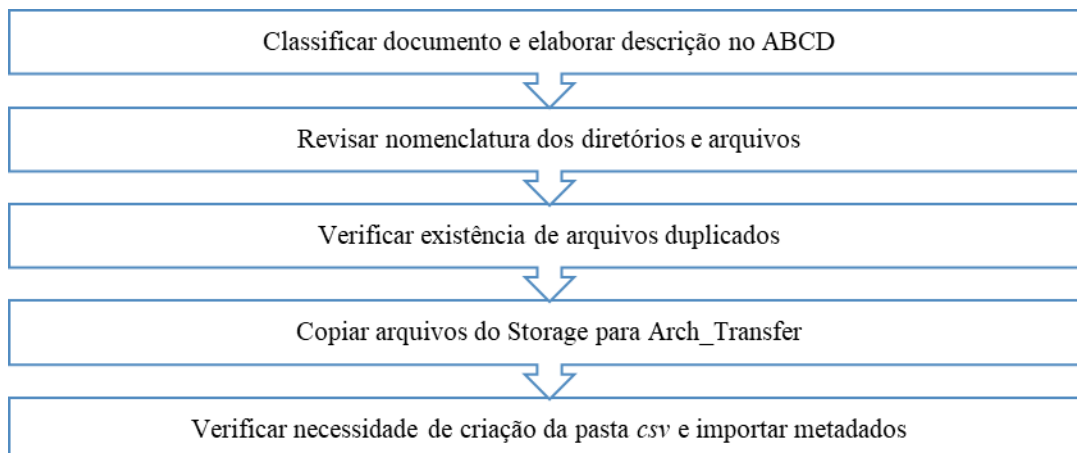 Classificar documento e elaborar descrição no ABCD
Revisar nomenclatura dos diretórios e arquivos
Verificar existência de arquivos duplicados
Copiar arquivos do Storage para Arch_Transfer
Verificar necessidade de criação da pasta csv e importar metadados